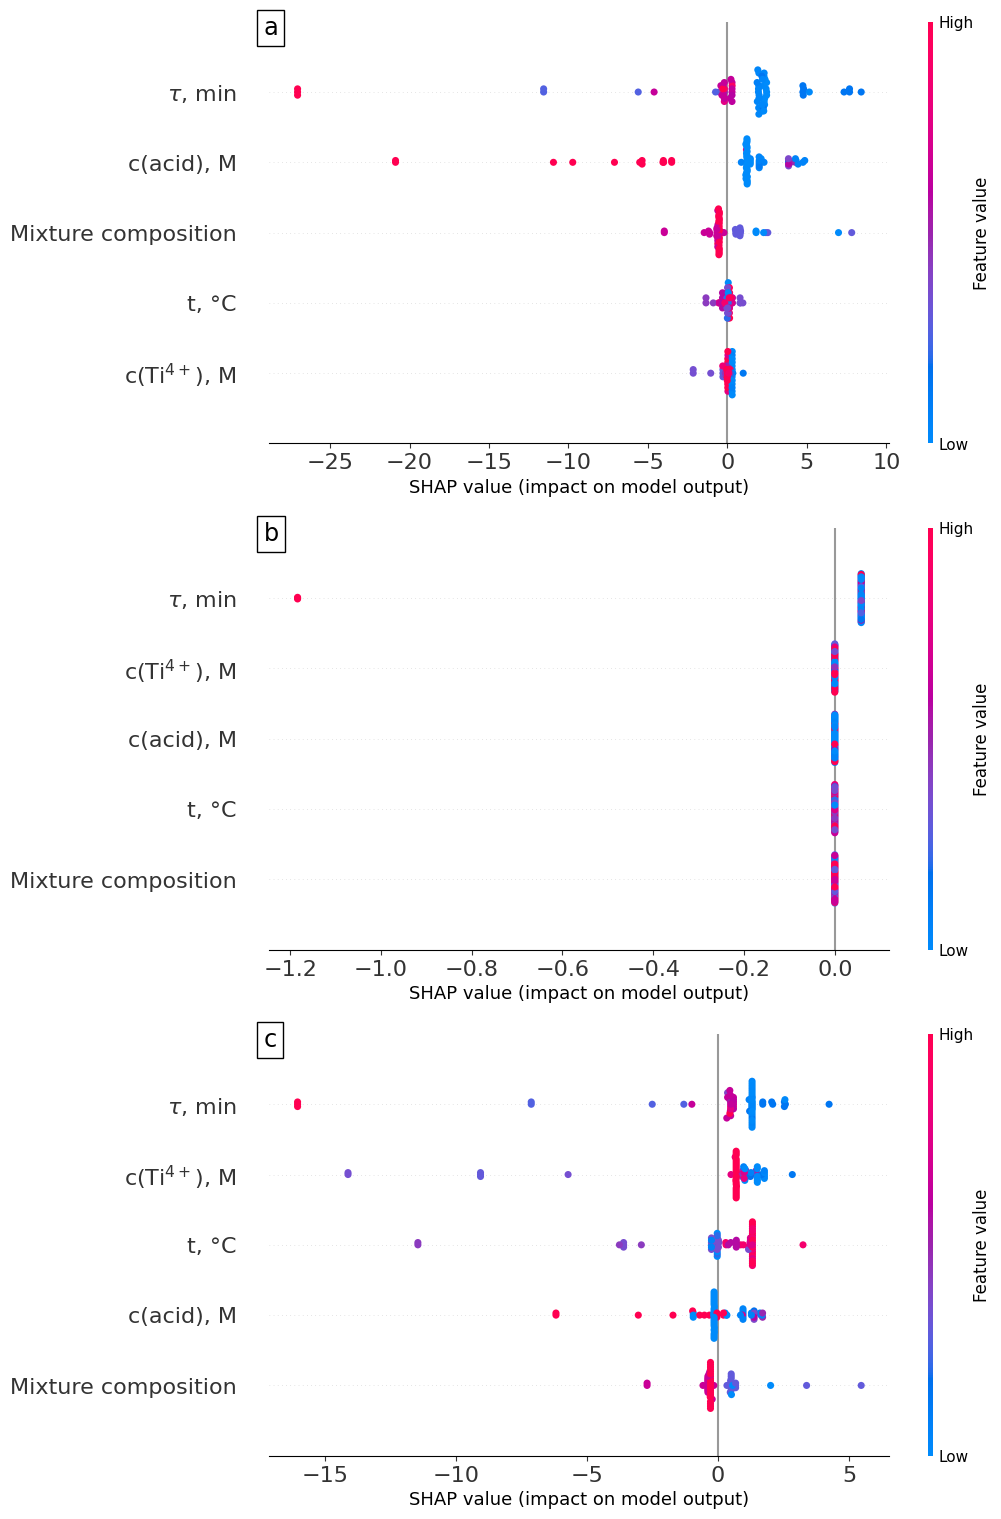 a
High
τ, min
c(acid), M
Mixture composition
t, °C
c(Ti⁴⁺), M
Feature value
Low
−25 −20 −15 −10 −5 0 5 10
SHAP value (impact on model output)
b
High
τ, min
c(Ti⁴⁺), M
c(acid), M
t, °C
Mixture composition
Feature value
Low
−1.2 −1.0 −0.8 −0.6 −0.4 −0.2 0.0
SHAP value (impact on model output)
c
High
τ, min
c(Ti⁴⁺), M
t, °C
c(acid), M
Mixture composition
Feature value
Low
−15 −10 −5 0 5
SHAP value (impact on model output)